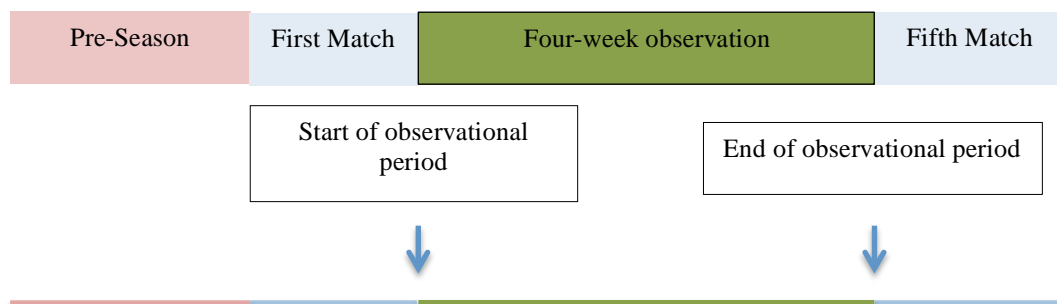 Pre-Season
First Match
Four-week observation
Fifth Match
Start of observational
period
End of observational period